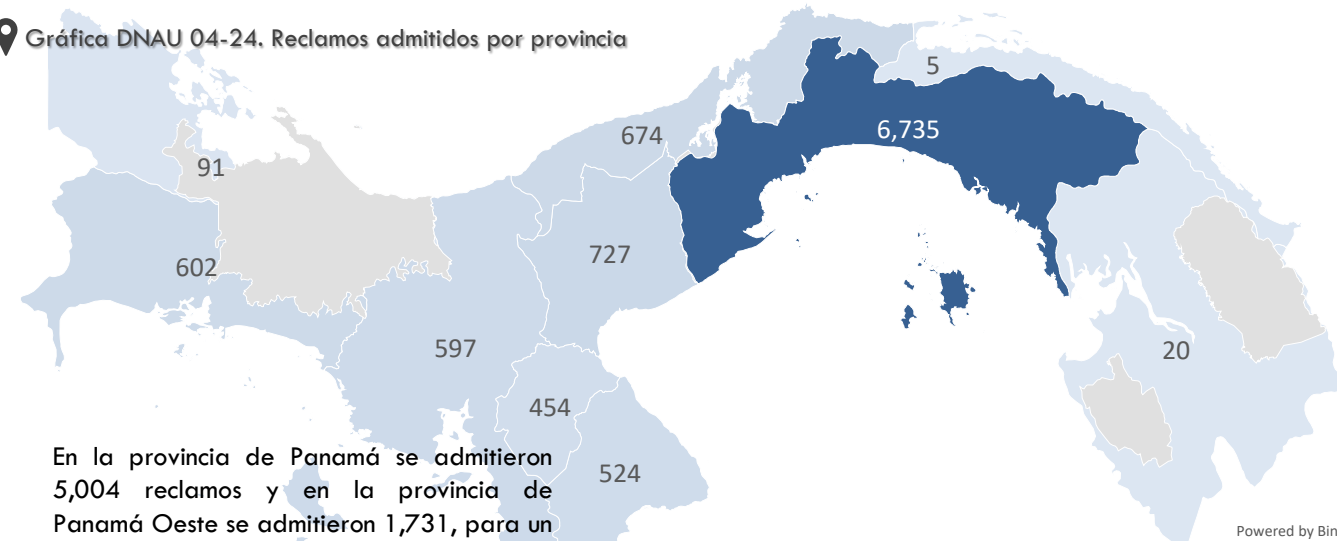 Gráfica DNAU 04-24. Reclamos admitidos por provincia
5
6,735
674
91
727
602
597
20
454
524
En la provincia de Panamá se admitieron
5,004 reclamos y en la provincia de
Panamá Oeste se admitieron 1,731, para un
Powered by Bin